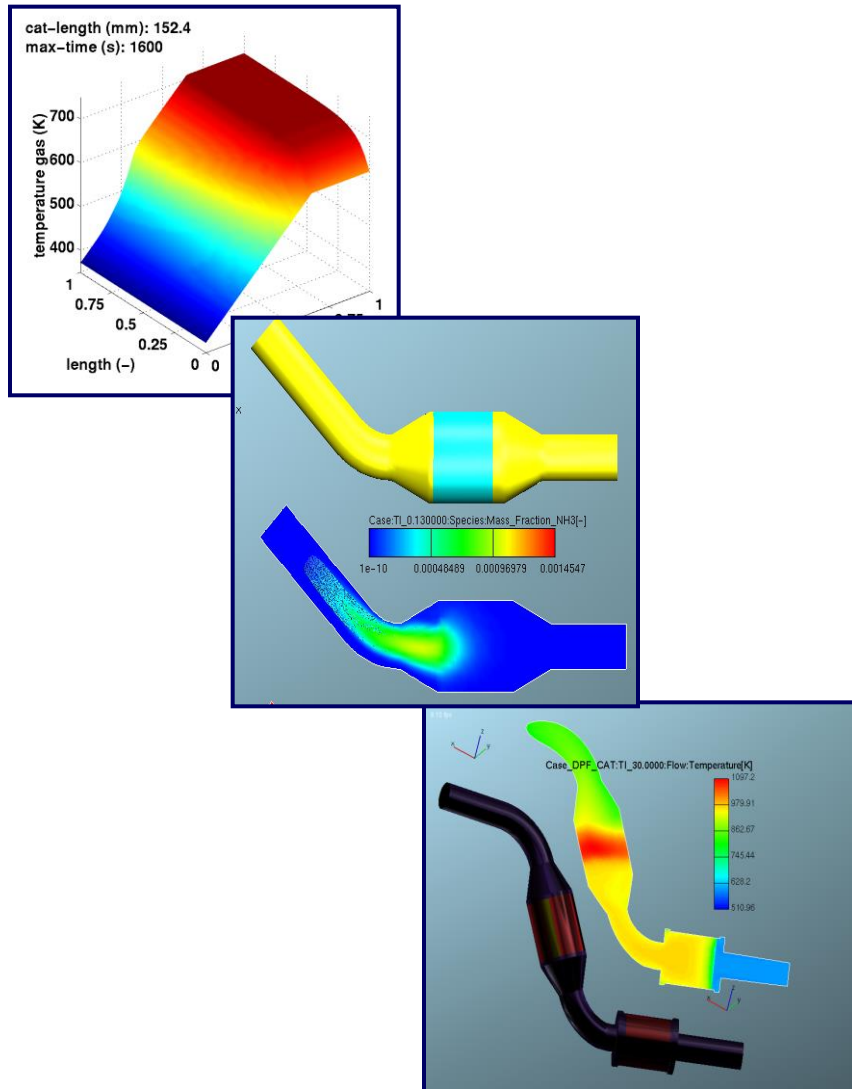 cat-length (mm): 152.4
max-time (s): 1600
700
600
500
400
temperature gas (K)
1
0.75
0.5
0.25
0
length (-)
0
1
X
Case:TI_0.130000:Species:Mass_Fraction_NH3[-]
1e-10 0.00048489 0.00096979 0.0014547
z
x
y
Case_DPF_CAT:TI_30.0000:Flow:Temperature[K]
1097.2
979.91
862.67
745.44
628.2
510.96
z
x
y